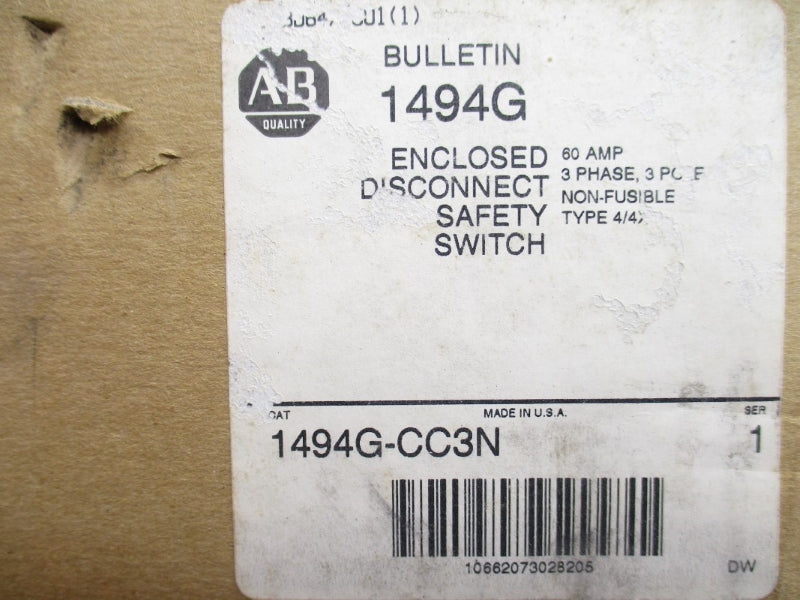 AB
QUALITY
BULLETIN
1494G
ENCLOSED
DISCONNECT
SAFETY
SWITCH
60 AMP
3 PHASE, 3
NON-FUSIBLE
TYPE
CAT
MADE IN U.S.A.
SER
1494G-CC3N
1
10662073028205
DW